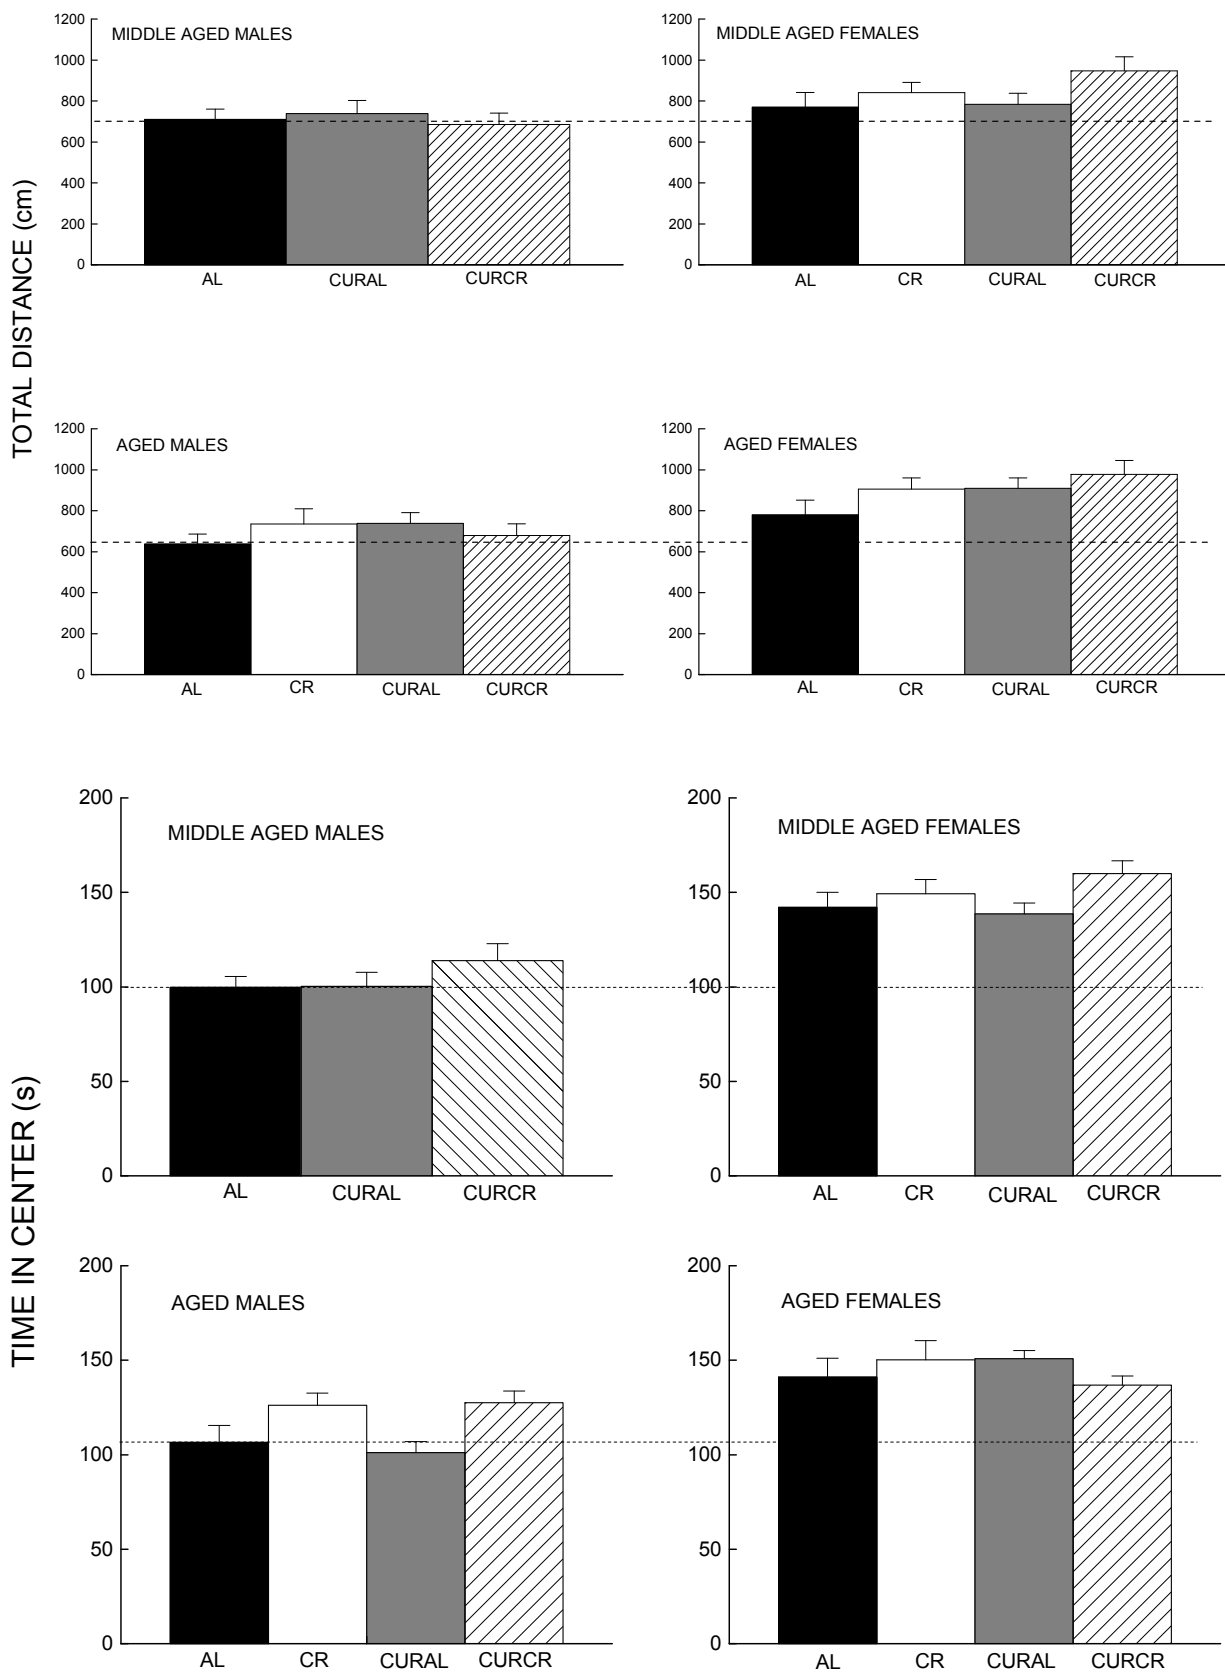 TOTAL DISTANCE (cm)
MIDDLE AGED MALES
1200
1000
800
600
400
200
0
AL CURAL CURCR
MIDDLE AGED FEMALES
1200
1000
800
600
400
200
0
AL CR CURAL CURCR
AGED MALES
1200
1000
800
600
400
200
0
AL CR CURAL CURCR
AGED FEMALES
1200
1000
800
600
400
200
0
AL CR CURAL CURCR
TIME IN CENTER (s)
MIDDLE AGED MALES
200
150
100
50
0
AL CURAL CURCR
MIDDLE AGED FEMALES
200
150
100
50
0
AL CR CURAL CURCR
AGED MALES
200
150
100
50
0
AL CR CURAL CURCR
AGED FEMALES
200
150
100
50
0
AL CR CURAL CURCR